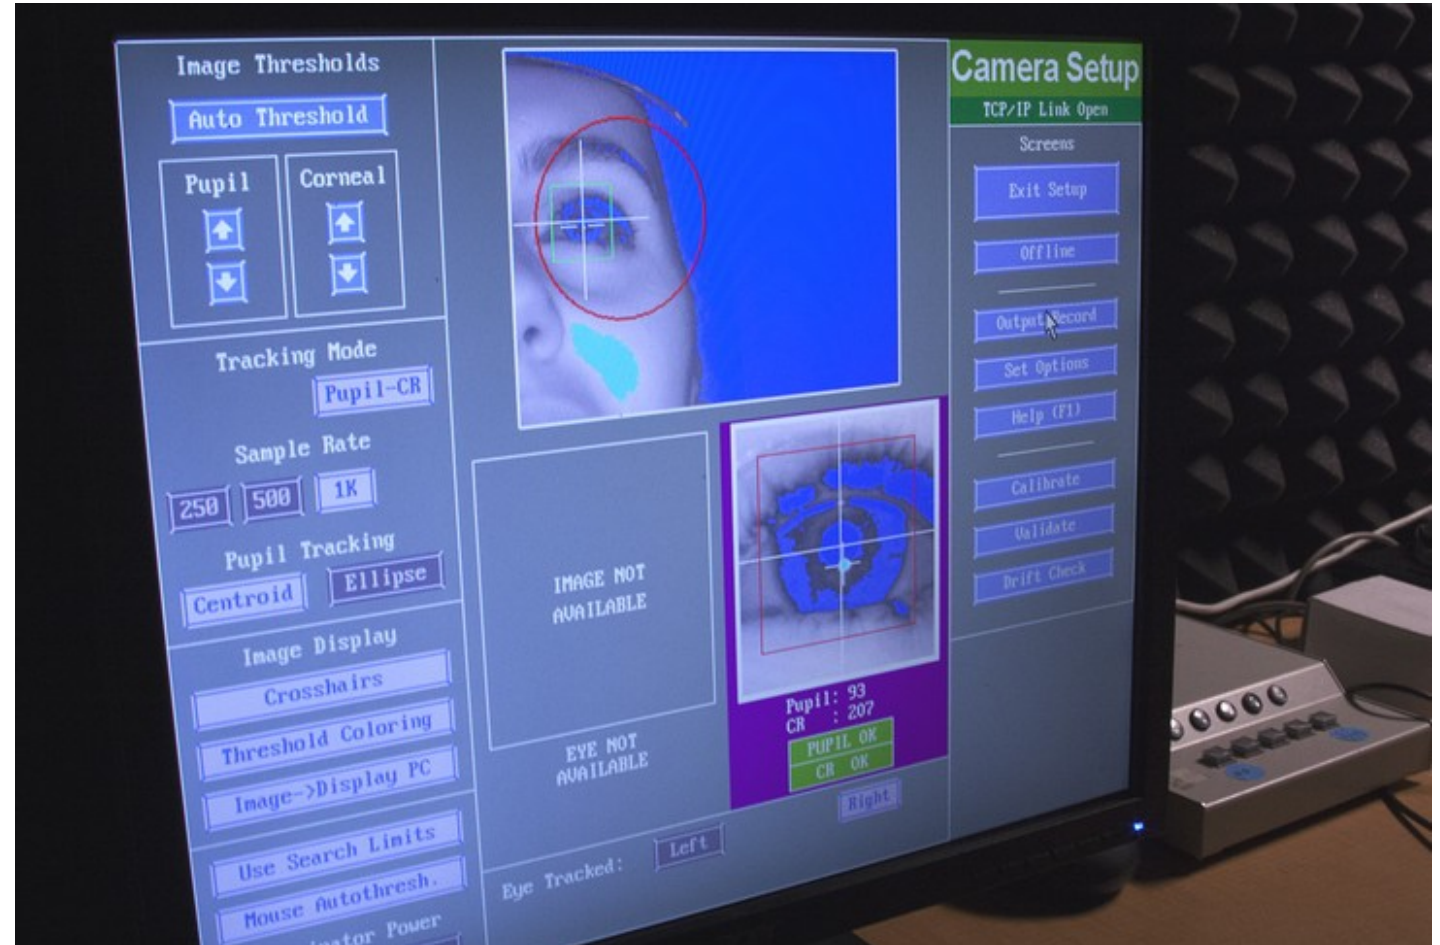 Image Thresholds
Auto Threshold
Pupil
Corneal
Tracking Mode
Pupil-CR
Sample Rate
250
500
1K
Pupil Tracking
Centroid
Ellipse
Image Display
Crosshairs
Threshold Coloring
Image->Display PC
Use Search Limits
Mouse Autothresh.
Power
IMAGE NOT
AVAILABLE
EYE NOT
AVAILABLE
Pupil: 93
CR : 207
PUPIL OK
CR OK
Eye Tracked:
Left
Right
Camera Setup
TCP/IP Link Open
Screens
Exit Setup
Offline
Output Record
Set Options
Help (F1)
Calibrate
Validate
Drift Check